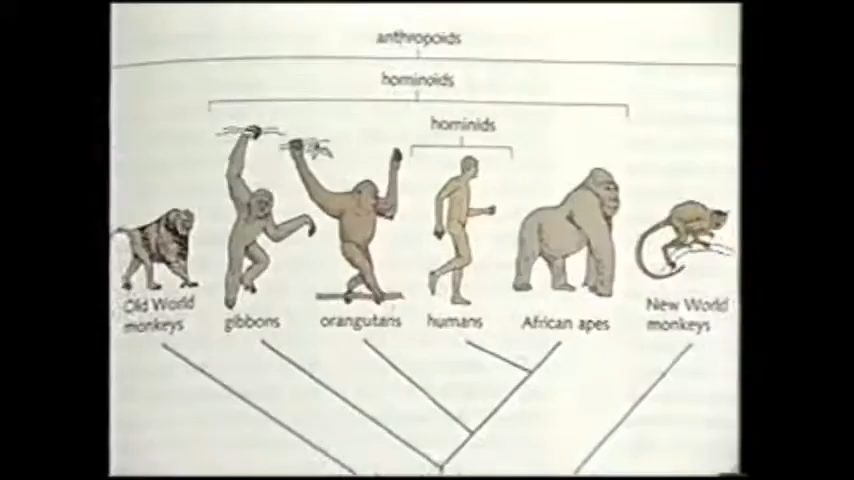 anthropoids
hominoids
hominids
Old World
monkeys
gibbons
orangutans
humans
African apes
New World
monkeys